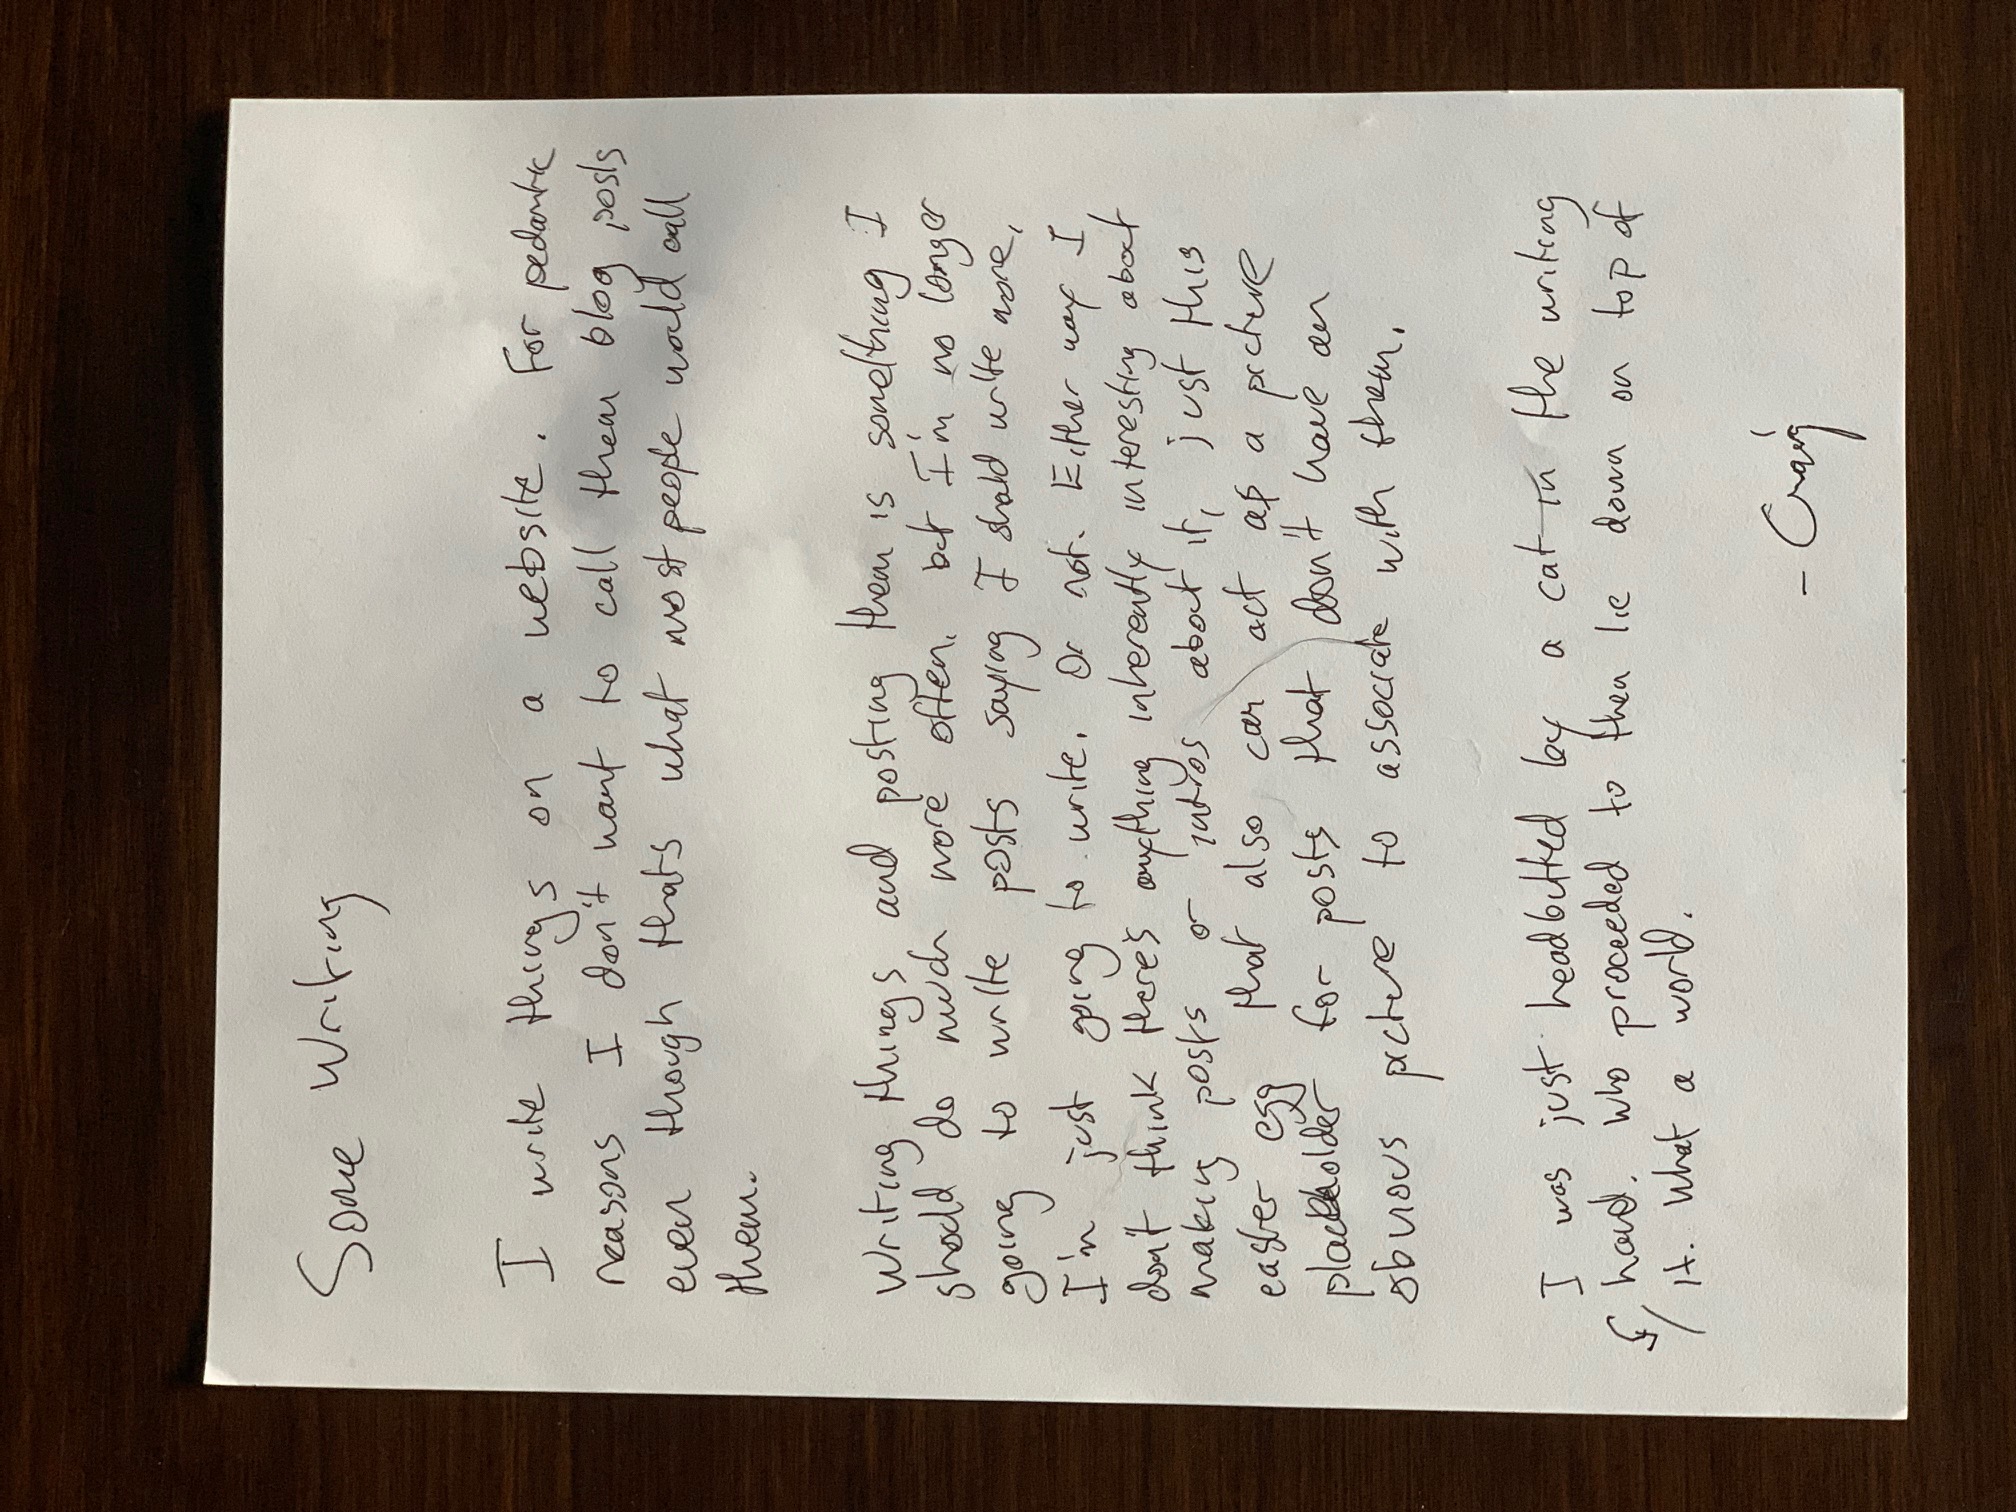 Some Writing
I write things on a website. For pedantic
reasons I don't want to call them blog posts
even though thats what most people would call
them.
Writing things and posting them is something I
should do much more often, but I'm no longer
going to write posts saying I should write more,
I'm just going to write. Or not. Either way I
don't think there's anything inherently interesting about
making posts or intros about it, just this
easter egg that also can act as a picture
placeholder for posts that don't have an
obvious picture to associate with them.
I was just headbutted by a cat in the writing
hand. Who proceeded to then lie down on top of
it. What a world.
- Craig